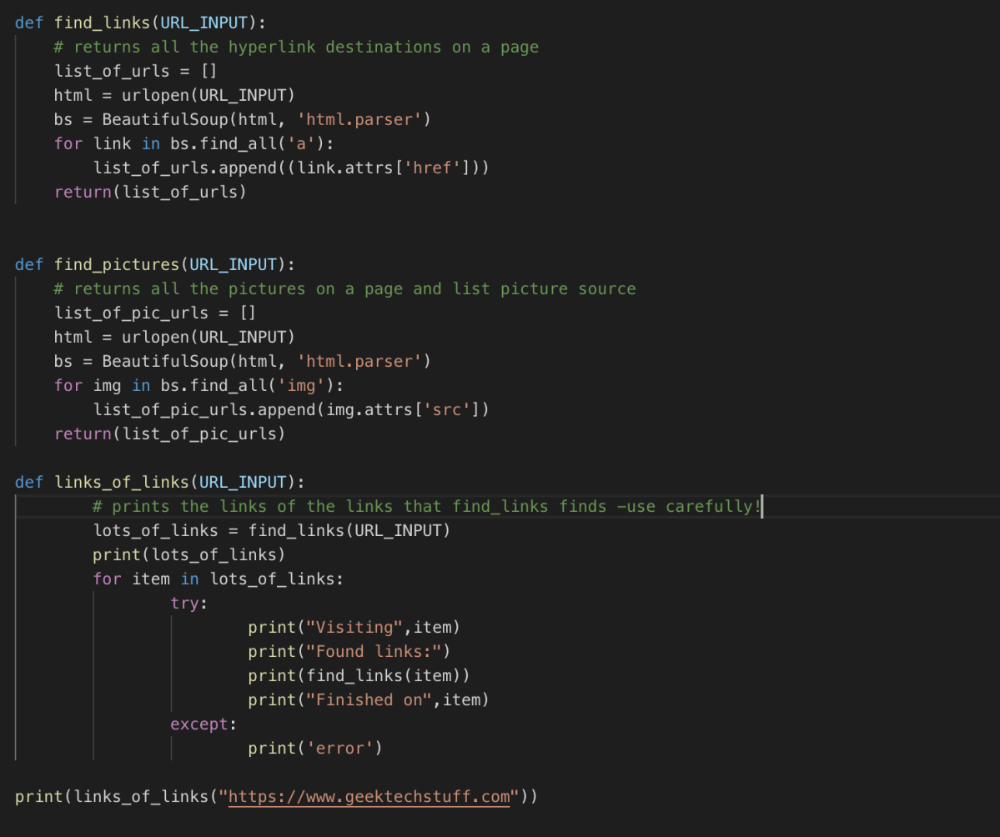 def find_links(URL_INPUT):
    # returns all the hyperlink destinations on a page
    list_of_urls = []
    html = urlopen(URL_INPUT)
    bs = BeautifulSoup(html, 'html.parser')
    for link in bs.find_all('a'):
        list_of_urls.append((link.attrs['href']))
    return(list_of_urls)


def find_pictures(URL_INPUT):
    # returns all the pictures on a page and list picture source
    list_of_pic_urls = []
    html = urlopen(URL_INPUT)
    bs = BeautifulSoup(html, 'html.parser')
    for img in bs.find_all('img'):
        list_of_pic_urls.append(img.attrs['src'])
    return(list_of_pic_urls)

def links_of_links(URL_INPUT):
        # prints the links of the links that find_links finds -use carefully!
        lots_of_links = find_links(URL_INPUT)
        print(lots_of_links)
        for item in lots_of_links:
                try:
                        print("Visiting",item)
                        print("Found links:")
                        print(find_links(item))
                        print("Finished on",item)
                except:
                        print('error')

print(links_of_links("https://www.geektechstuff.com"))